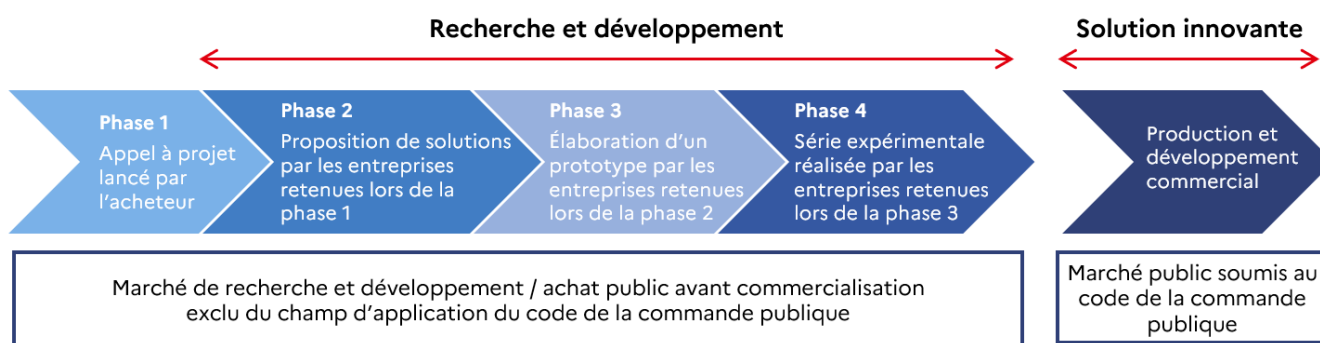 Recherche et développement
Solution innovante
Phase 1
Appel à projet
lancé par
l’acheteur
Phase 2
Proposition de solutions
par les entreprises
retenues lors de la
phase 1
Phase 3
Élaboration d’un
prototype par les
entreprises retenues
lors de la phase 2
Phase 4
Série expérimentale
réalisée par les
entreprises retenues
lors de la phase 3
Production et
développement
commercial
Marché de recherche et développement / achat public avant commercialisation
exclu du champ d’application du code de la commande publique
Marché public soumis au
code de la commande
publique